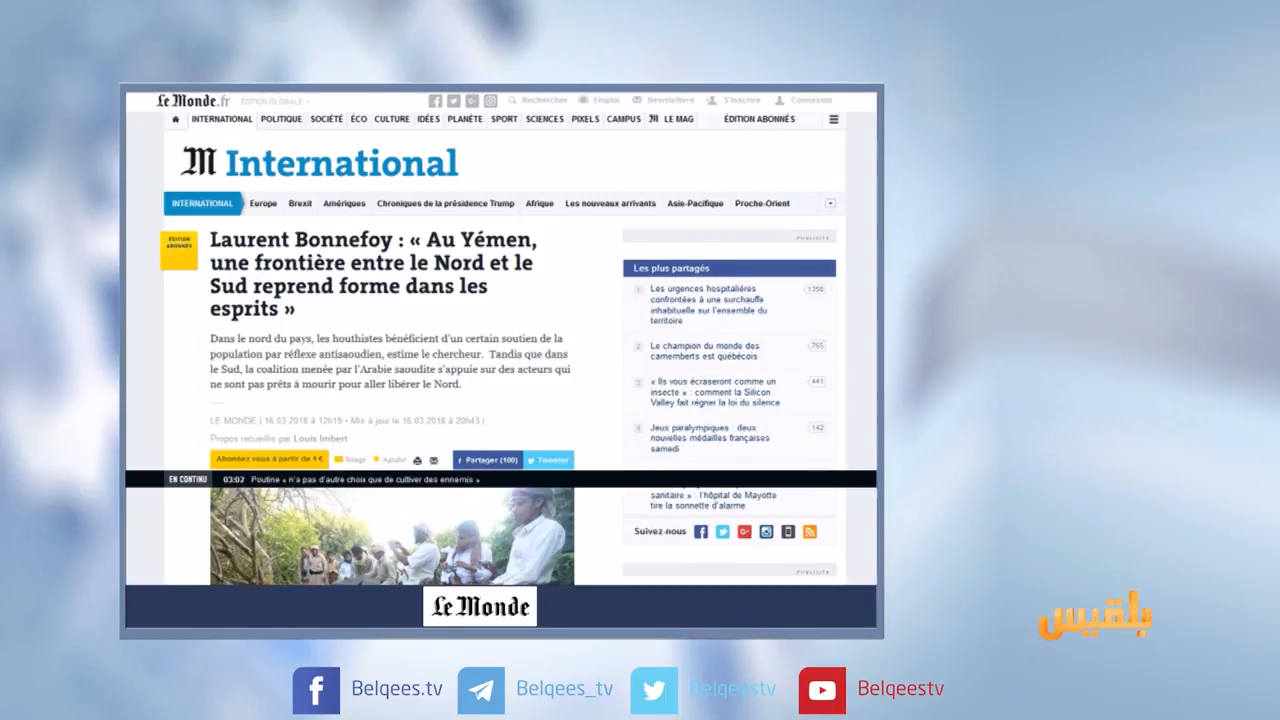 Le Monde.fr ÉDITION GLOBALE
Rechercher Emploi Newsletters S'inscrire Connexion
INTERNATIONAL POLITIQUE SOCIÉTÉ ÉCO CULTURE IDÉES PLANÈTE SPORT SCIENCES PIXELS CAMPUS M LE MAG ÉDITION ABONNÉS
M International
INTERNATIONAL Europe Brexit Amériques Chroniques de la présidence Trump Afrique Les nouveaux arrivants Asie-Pacifique Proche-Orient
ÉDITION
ABONNÉS
Laurent Bonnefoy : « Au Yémen,
une frontière entre le Nord et le
Sud reprend forme dans les
esprits »
Dans le nord du pays, les houthistes bénéficient d'un certain soutien de la
population par réflexe antisaoudien, estime le chercheur. Tandis que dans
le Sud, la coalition menée par l'Arabie saoudite s'appuie sur des acteurs qui
ne sont pas prêts à mourir pour aller libérer le Nord.
LE MONDE | 16.03.2018 à 12h19 • Mis à jour le 16.03.2018 à 20h43 |
Propos recueillis par Louis Imbert
Abonnez vous à partir de 1 € Réagir Ajouter Partager (100) Tweeter
PUBLICITÉ
Les plus partagés
1 Les urgences hospitalières 1350
confrontées à une surchauffe
inhabituelle sur l'ensemble du
territoire
2 Le champion du monde des 765
camemberts est québécois
3 « Ils vous écraseront comme un 441
insecte » : comment la Silicon
Valley fait régner la loi du silence
4 Jeux paralympiques : deux 142
nouvelles médailles françaises
samedi
EN CONTINU 03:02 Poutine « n'a pas d'autre choix que de cultiver des ennemis »
sanitaire » : l'hôpital de Mayotte
tire la sonnette d'alarme
Suivez-nous
PUBLICITÉ
Le Monde
بلقيس
Belqees.tv Belqees_tv Belqeestv Belqeestv